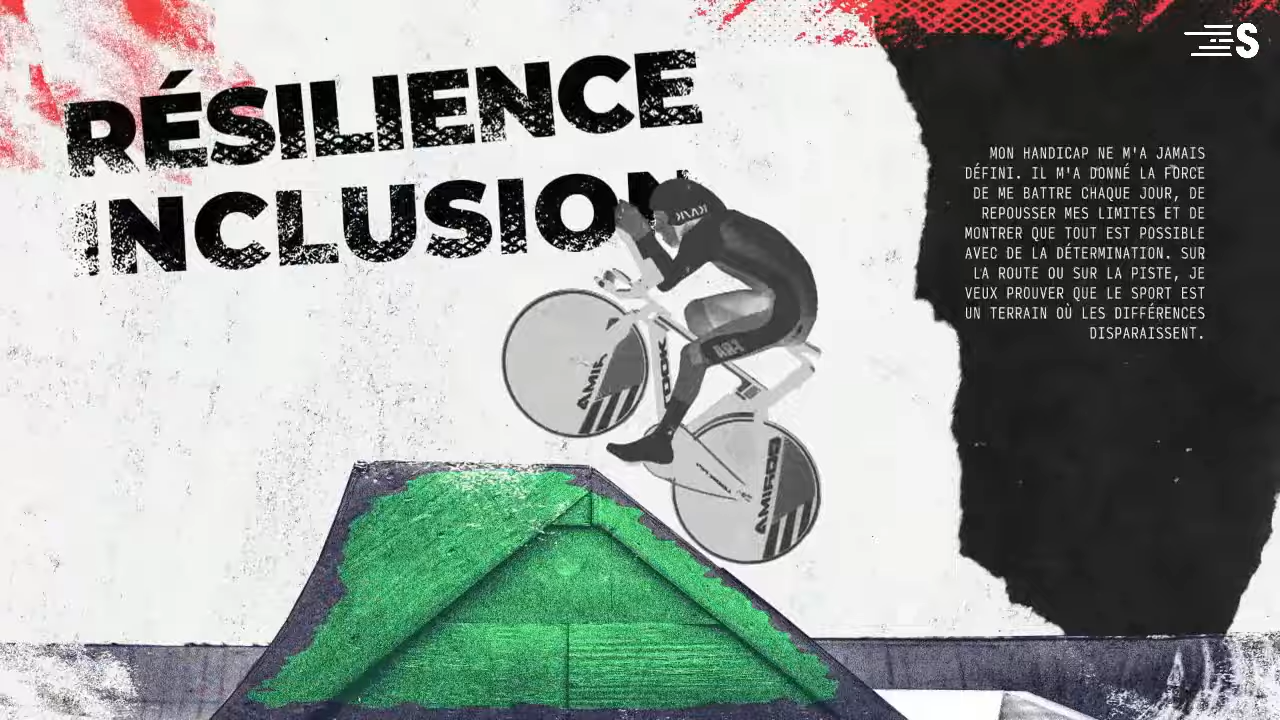 RÉSILIENCE
INCLUSION
S
MON HANDICAP NE M'A JAMAIS
DÉFINI. IL M'A DONNÉ LA FORCE
DE ME BATTRE CHAQUE JOUR, DE
REPOUSSER MES LIMITES ET DE
MONTRER QUE TOUT EST POSSIBLE
AVEC DE LA DÉTERMINATION. SUR
LA ROUTE OU SUR LA PISTE, JE
VEUX PROUVER QUE LE SPORT EST
UN TERRAIN OÙ LES DIFFÉRENCES
DISPARAISSENT.
LOOK